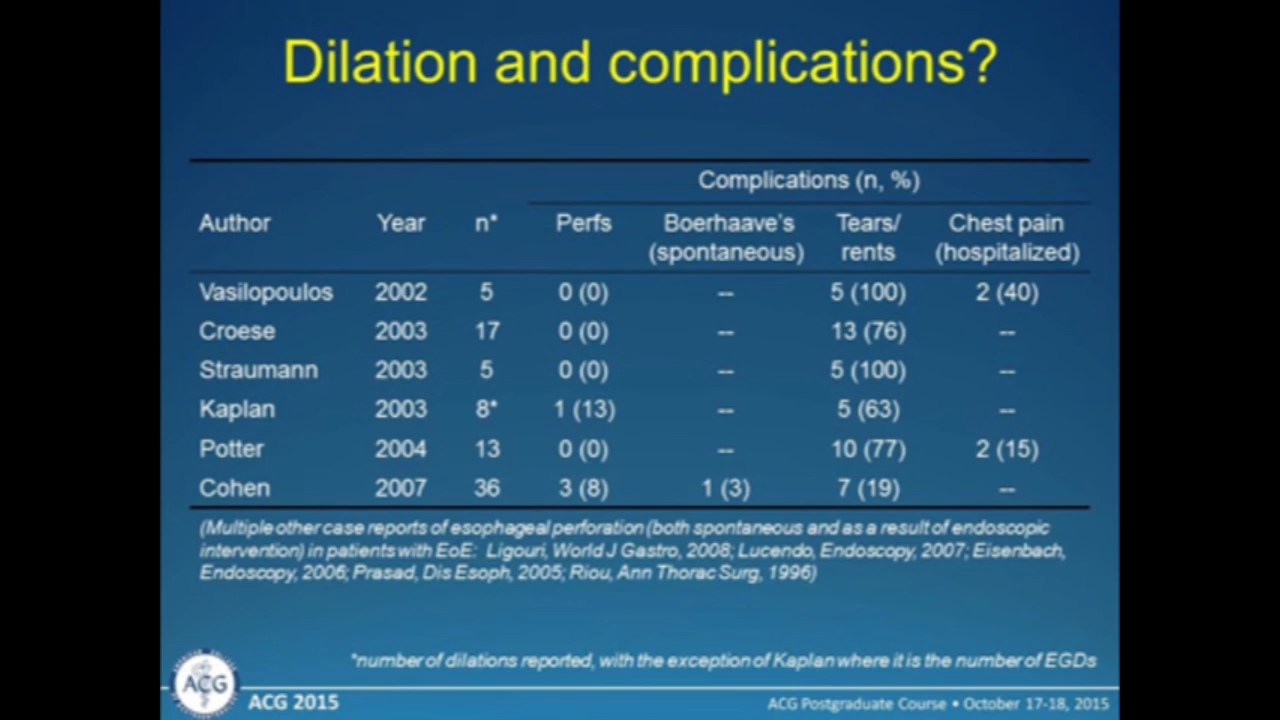 Dilation and complications?
Complications (n, %)
Author Year n* Perfs Boerhaave's Tears/ Chest pain
(spontaneous) rents (hospitalized)
Vasilopoulos 2002 5 0 (0) -- 5 (100) 2 (40)
Croese 2003 17 0 (0) -- 13 (76) --
Straumann 2003 5 0 (0) -- 5 (100) --
Kaplan 2003 8* 1 (13) -- 5 (63) --
Potter 2004 13 0 (0) -- 10 (77) 2 (15)
Cohen 2007 36 3 (8) 1 (3) 7 (19) --
(Multiple other case reports of esophageal perforation (both spontaneous and as a result of endoscopic
intervention) in patients with EoE: Ligouri, World J Gastro, 2008; Lucendo, Endoscopy, 2007; Eisenbach,
Endoscopy, 2006; Prasad, Dis Esoph, 2005; Riou, Ann Thorac Surg, 1996)
*number of dilations reported, with the exception of Kaplan where it is the number of EGDs
ACG
ACG 2015
ACG Postgraduate Course • October 17-18, 2015